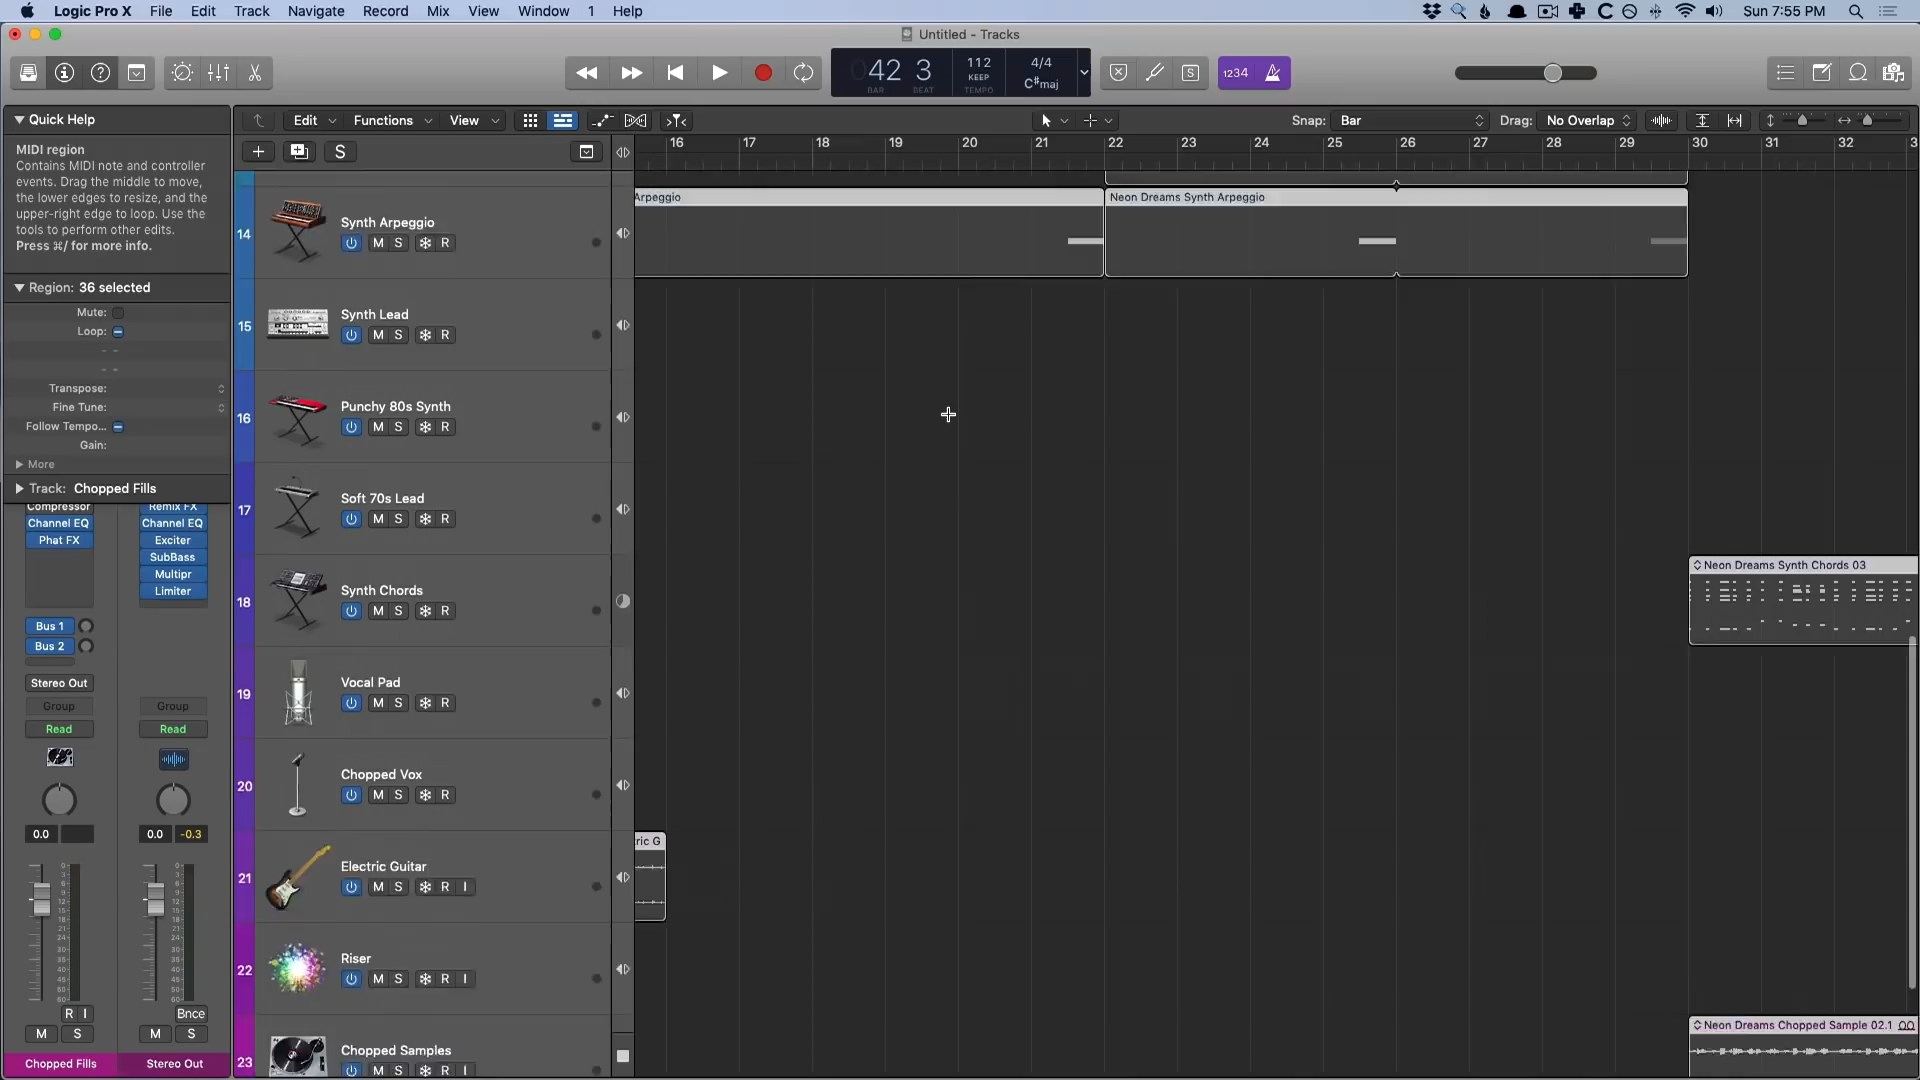 Logic Pro X File Edit Track Navigate Record Mix View Window 1 Help Sun 7:55 PM
Untitled - Tracks
42 3 112 4/4
KEEP C♯maj
BAR BEAT TEMPO
1234
Quick Help
Edit Functions View Snap: Bar Drag: No Overlap
MIDI region
Contains MIDI note and controller
events. Drag the middle to move,
the lower edges to resize, and the
upper-right edge to loop. Use the
tools to perform other edits.
Press ⌘/ for more info.
S
16 17 18 19 20 21 22 23 24 25 26 27 28 29 30 31 32 3
Region: 36 selected
Mute:
Loop:
Transpose:
Fine Tune:
Follow Tempo...
Gain:
More
Track: Chopped Fills
Compressor Remix FX
Channel EQ Channel EQ
Phat FX Exciter
SubBass
Multipr
Limiter
Bus 1
Bus 2
Stereo Out
Group Group
Read Read
0.0 0.0 -0.3
R I Bnce
M S M S
Chopped Fills Stereo Out
14 Synth Arpeggio
M S R
15 Synth Lead
M S R
16 Punchy 80s Synth
M S R
17 Soft 70s Lead
M S R
18 Synth Chords
M S R
19 Vocal Pad
M S R
20 Chopped Vox
M S R
21 Electric Guitar
M S R I
22 Riser
M S R I
23 Chopped Samples
M S R I
Arpeggio
Neon Dreams Synth Arpeggio
Neon Dreams Synth Chords 03
ric G
Neon Dreams Chopped Sample 02.1